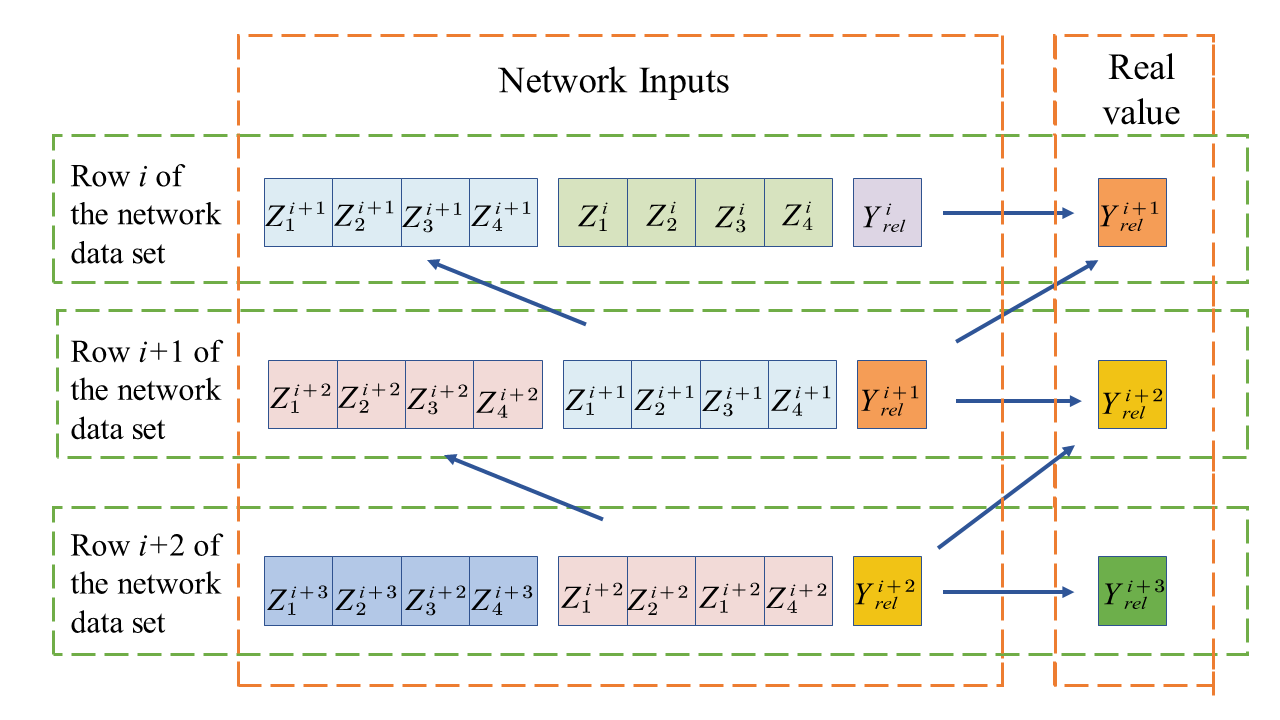 Network Inputs
Real
value
Row i of
the network
data set
Z_1^{i+1} Z_2^{i+1} Z_3^{i+1} Z_4^{i+1} Z_1^{i} Z_2^{i} Z_3^{i} Z_4^{i} Y_{rel}^{i} Y_{rel}^{i+1}
Row i+1 of
the network
data set
Z_1^{i+2} Z_2^{i+2} Z_3^{i+2} Z_4^{i+2} Z_1^{i+1} Z_2^{i+1} Z_3^{i+1} Z_4^{i+1} Y_{rel}^{i+1} Y_{rel}^{i+2}
Row i+2 of
the network
data set
Z_1^{i+3} Z_2^{i+3} Z_3^{i+2} Z_4^{i+3} Z_1^{i+2} Z_2^{i+2} Z_1^{i+2} Z_4^{i+2} Y_{rel}^{i+2} Y_{rel}^{i+3}